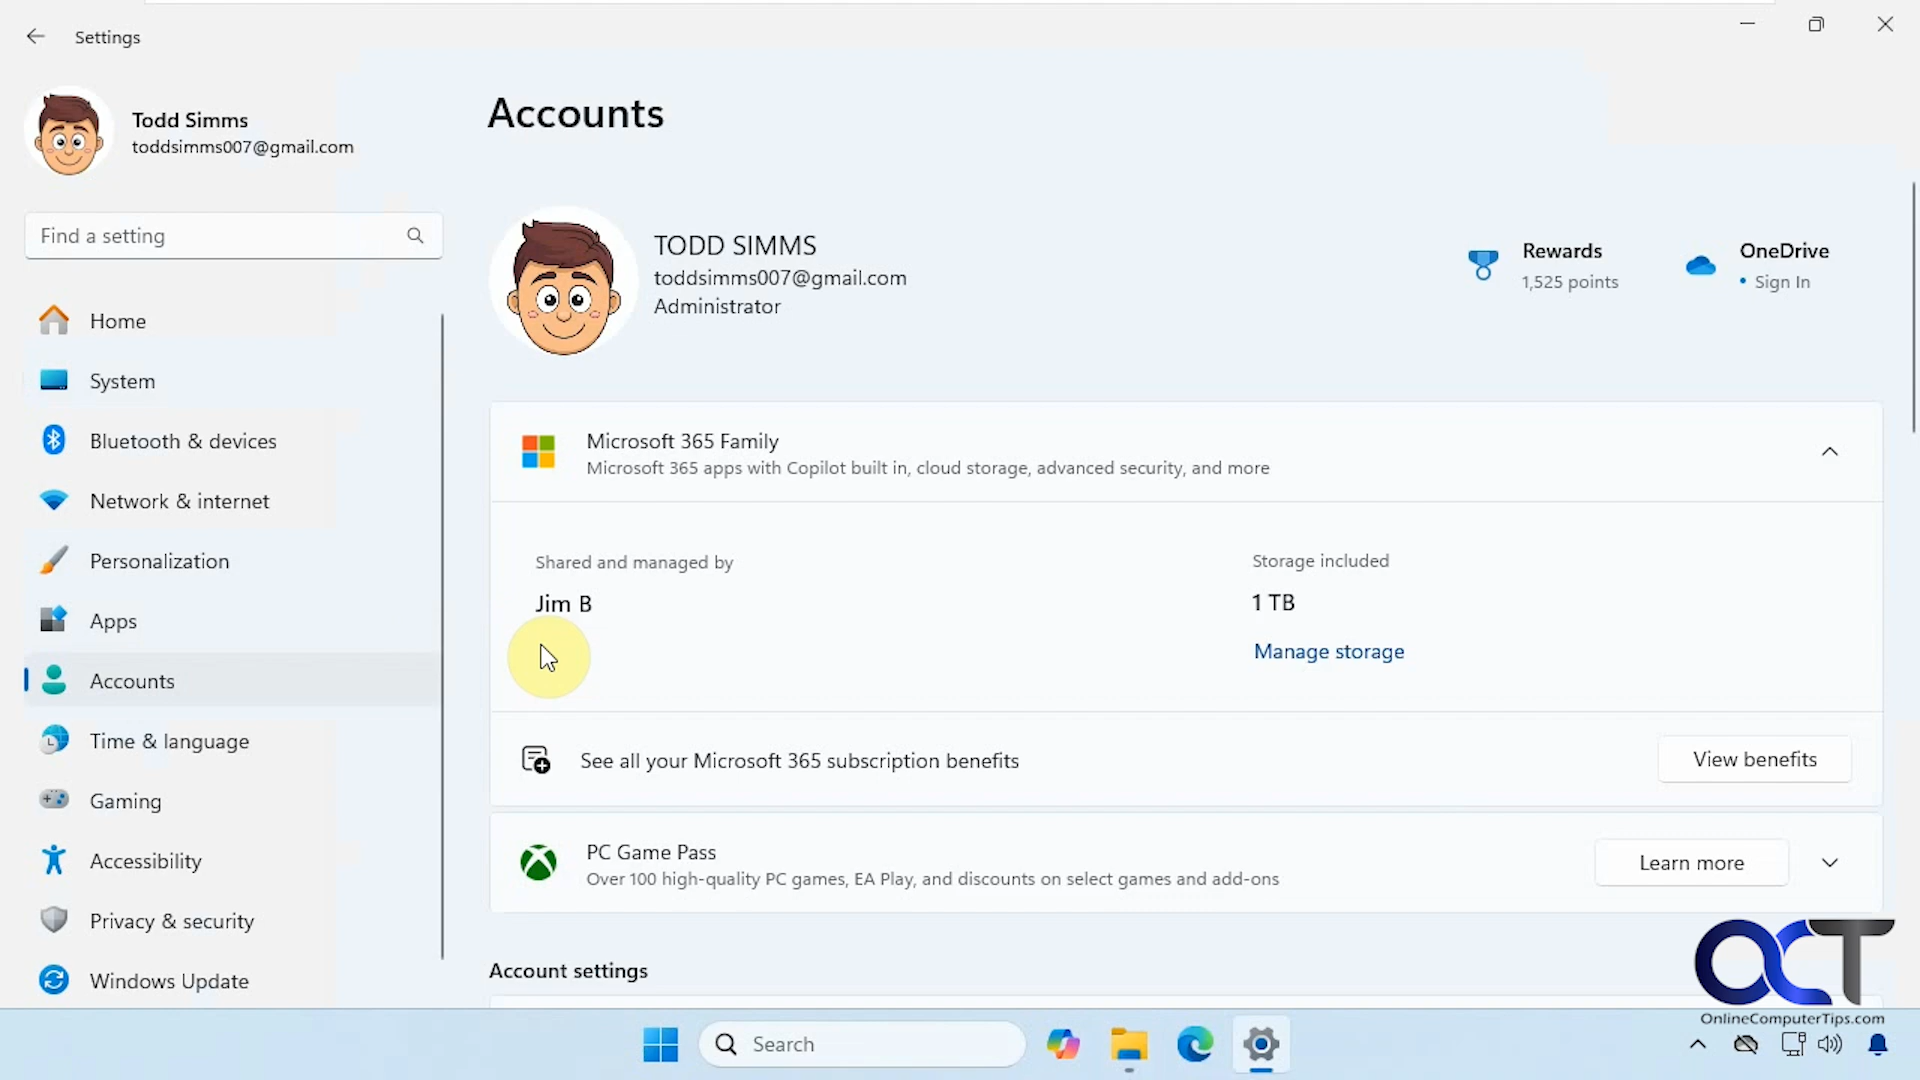 Settings
Todd Simms
toddsimms007@gmail.com
Find a setting
Home
System
Bluetooth & devices
Network & internet
Personalization
Apps
Accounts
Time & language
Gaming
Accessibility
Privacy & security
Windows Update
Accounts
TODD SIMMS
toddsimms007@gmail.com
Administrator
Rewards
1,525 points
OneDrive
• Sign In
Microsoft 365 Family
Microsoft 365 apps with Copilot built in, cloud storage, advanced security, and more
Shared and managed by
Jim B
Storage included
1 TB
Manage storage
See all your Microsoft 365 subscription benefits
View benefits
PC Game Pass
Over 100 high-quality PC games, EA Play, and discounts on select games and add-ons
Learn more
Account settings
OCT
OnlineComputerTips.com
Search